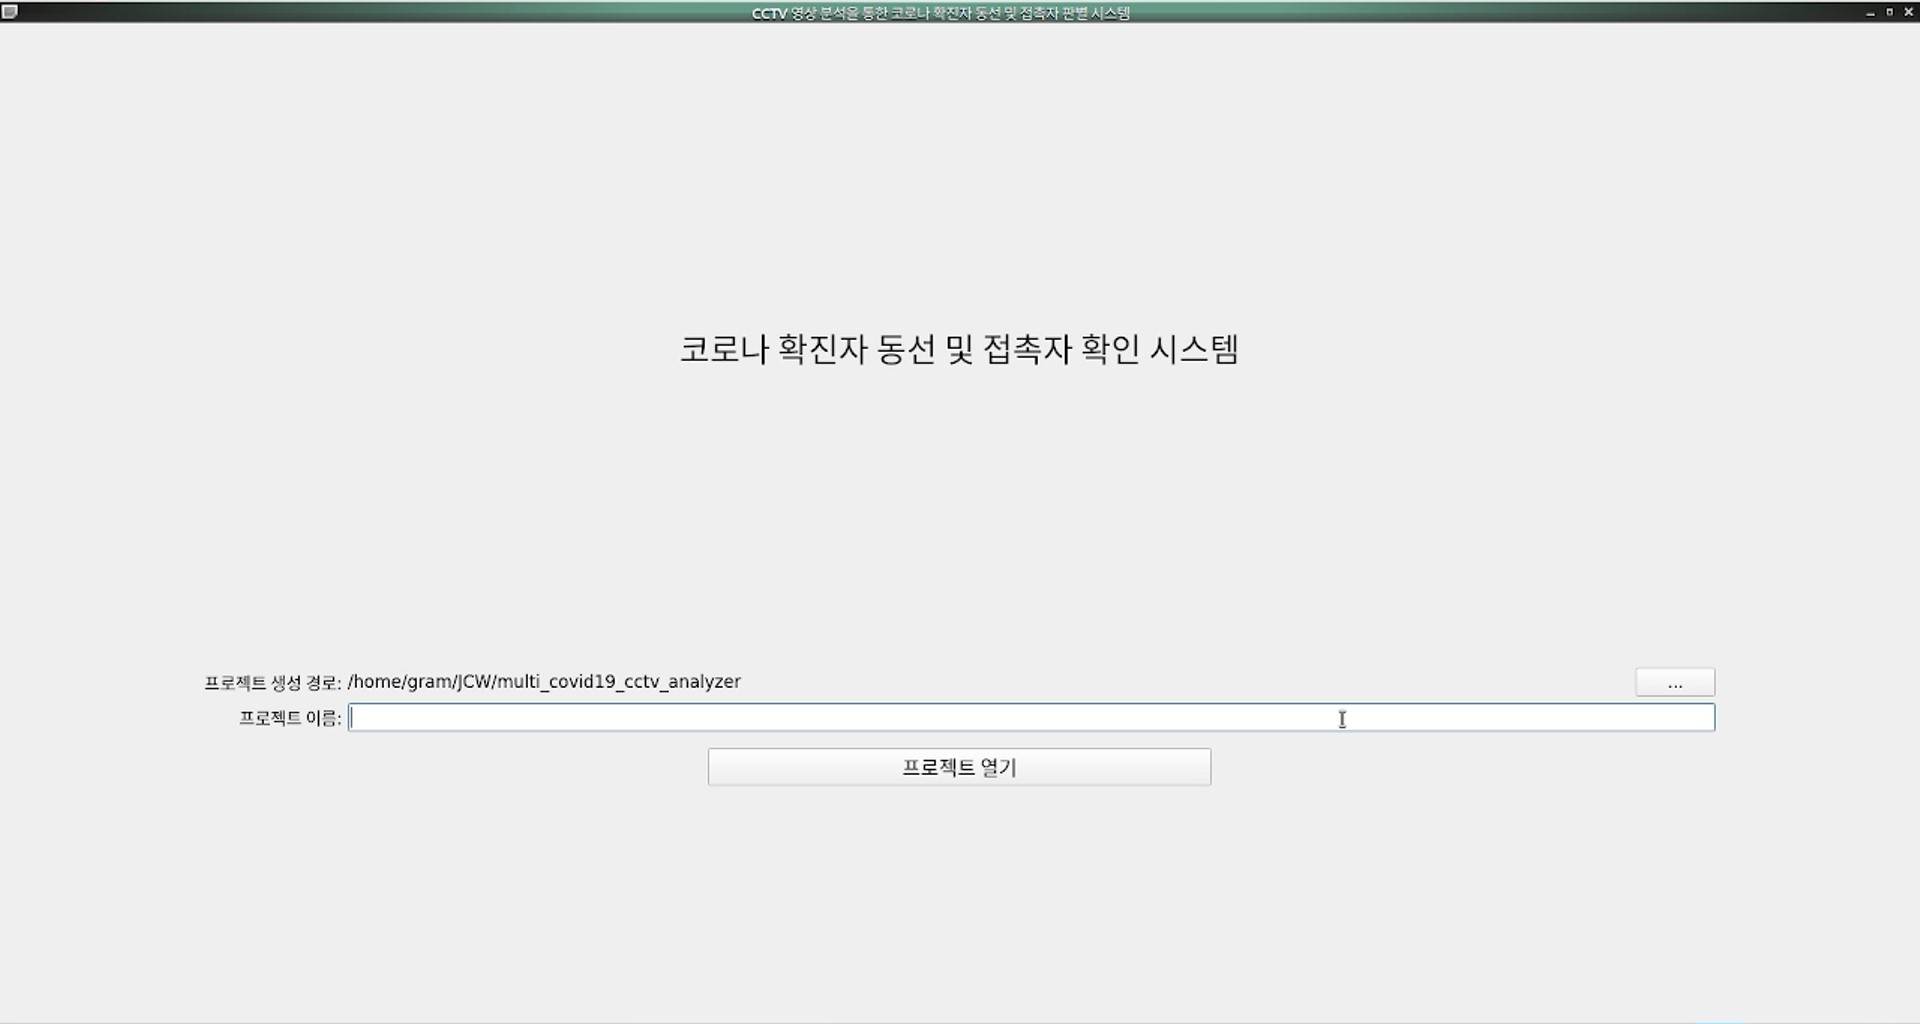 CCTV 영상 분석을 통한 코로나 확진자 동선 및 접촉자 판별 시스템
코로나 확진자 동선 및 접촉자 확인 시스템
프로젝트 생성 경로: /home/gram/JCW/multi_covid19_cctv_analyzer ...
프로젝트 이름:
프로젝트 열기